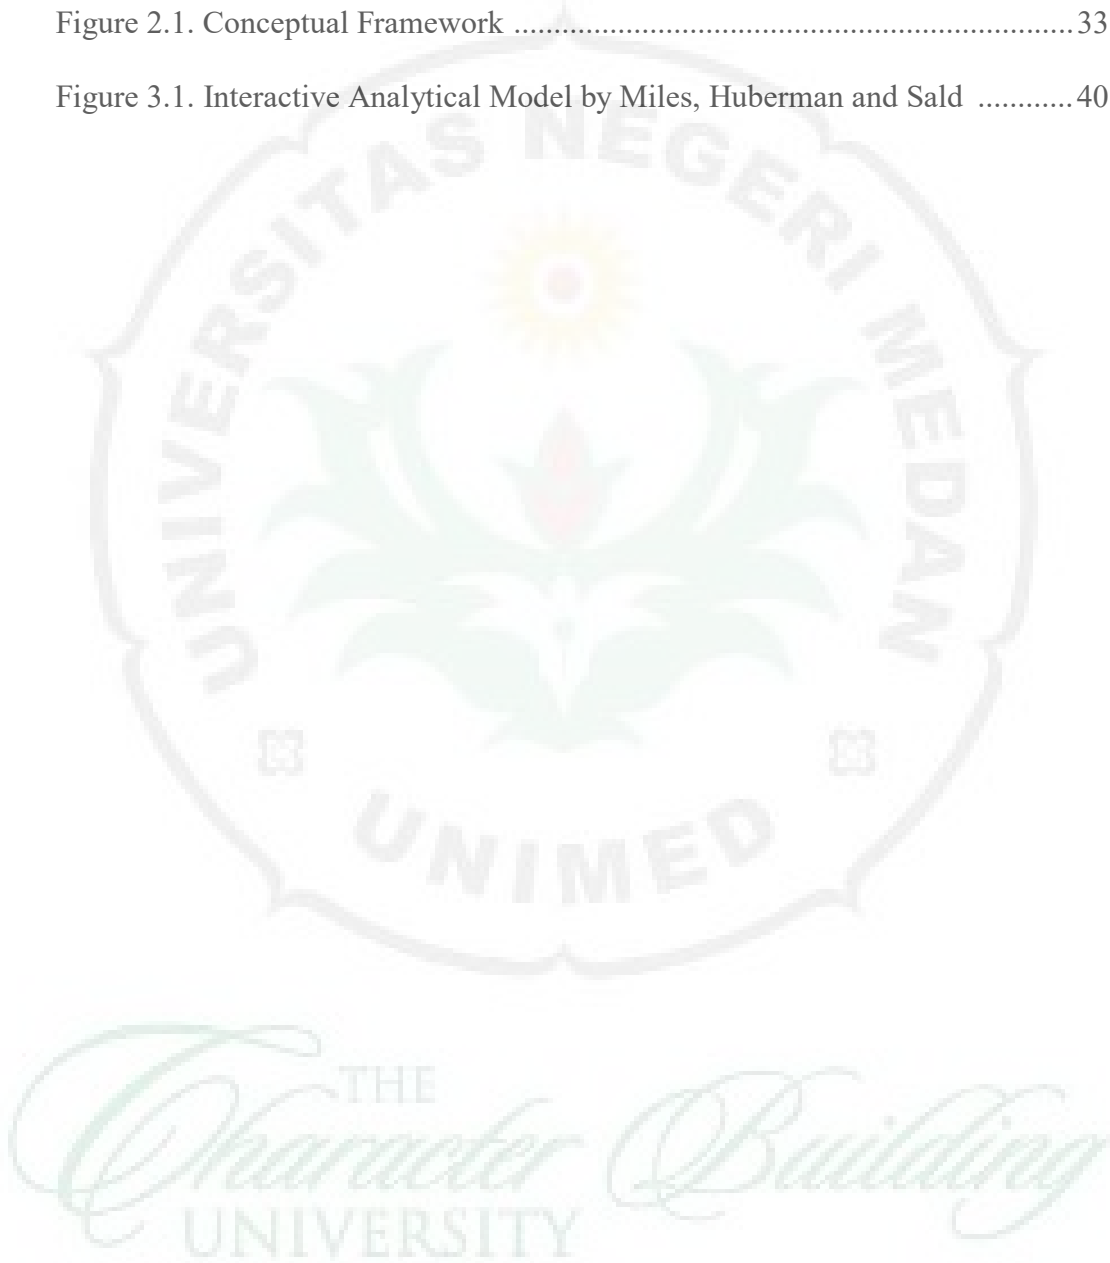 Figure 2.1. Conceptual Framework ......................................................................33
Figure 3.1. Interactive Analytical Model by Miles, Huberman and Sald ............40
UNIVERSITAS NEGERI MEDAN
UNIMED
THE
Character Building
UNIVERSITY